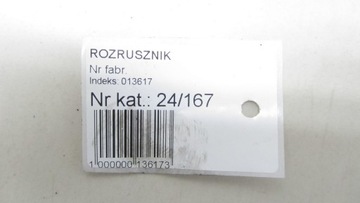 ROZRUSZNIK
Nr fabr.
Indeks: 013617
Nr kat.: 24/167
1 000000 136173